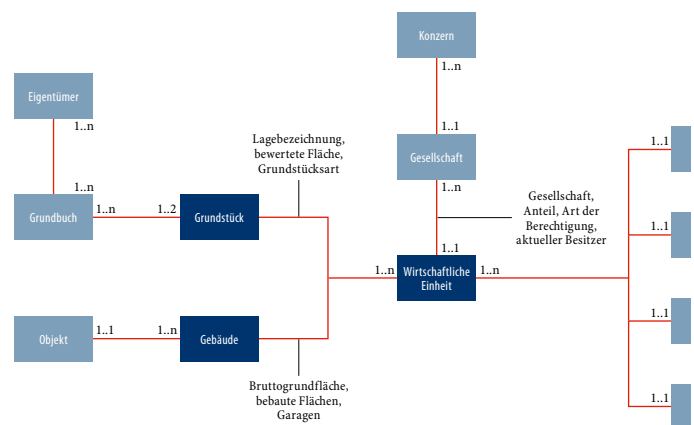 Konzern
1..n
Eigentümer
1..n
1..1
1..1
Lagebezeichnung,
bewertete Fläche,
Grundstücksart
Gesellschaft
1..n
1..n
Gesellschaft,
Anteil, Art der
Berechtigung,
aktueller Besitzer
Grundbuch
1..n
1..2
Grundstück
1..1
1..1
1..n
Wirtschaftliche
Einheit
1..n
1..1
Objekt
1..1
1..n
Gebäude
Bruttogrundfläche,
bebaute Flächen,
Garagen
1..1